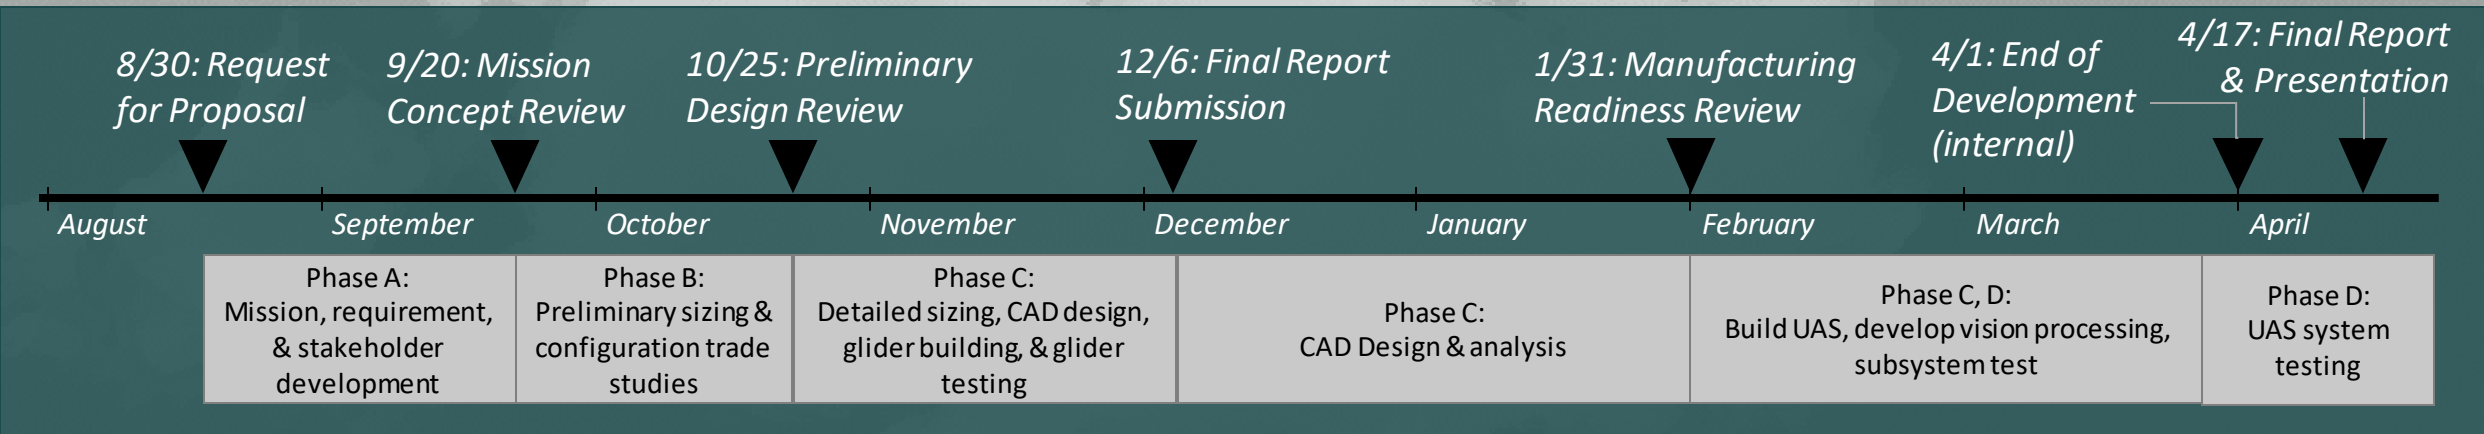 8/30: Request
for Proposal
9/20: Mission
Concept Review
10/25: Preliminary
Design Review
12/6: Final Report
Submission
1/31: Manufacturing
Readiness Review
4/1: End of
Development
(internal)
4/17: Final Report
& Presentation
August
September
October
November
December
January
February
March
April
Phase A:
Mission, requirement,
& stakeholder
development
Phase B:
Preliminary sizing &
configuration trade
studies
Phase C:
Detailed sizing, CAD design,
glider building, & glider
testing
Phase C:
CAD Design & analysis
Phase C, D:
Build UAS, develop vision processing,
subsystem test
Phase D:
UAS system
testing